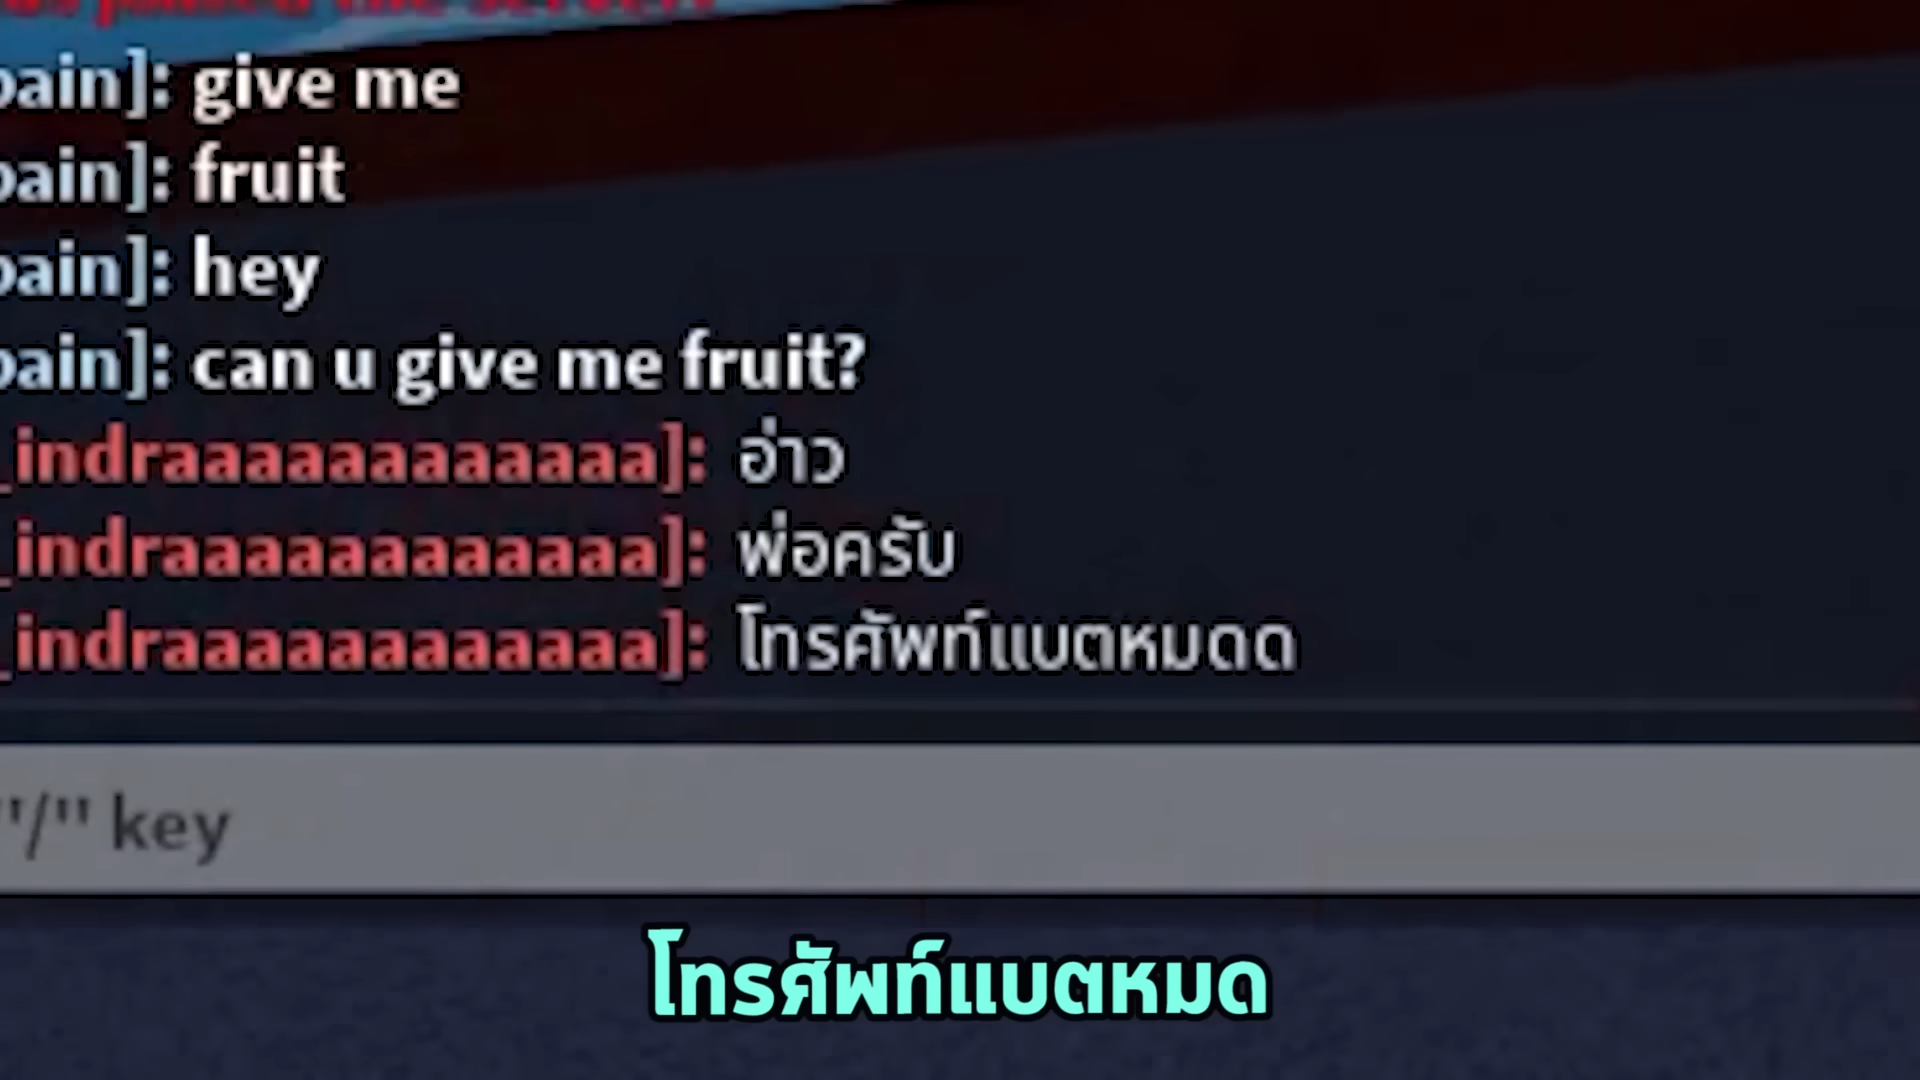 pain]: give me
pain]: fruit
pain]: hey
pain]: can u give me fruit?
_indraaaaaaaaaaaaa]: อ่าว
_indraaaaaaaaaaaaa]: พ่อครับ
_indraaaaaaaaaaaaa]: โทรศัพท์แบตหมดด
"/" key
โทรศัพท์แบตหมด